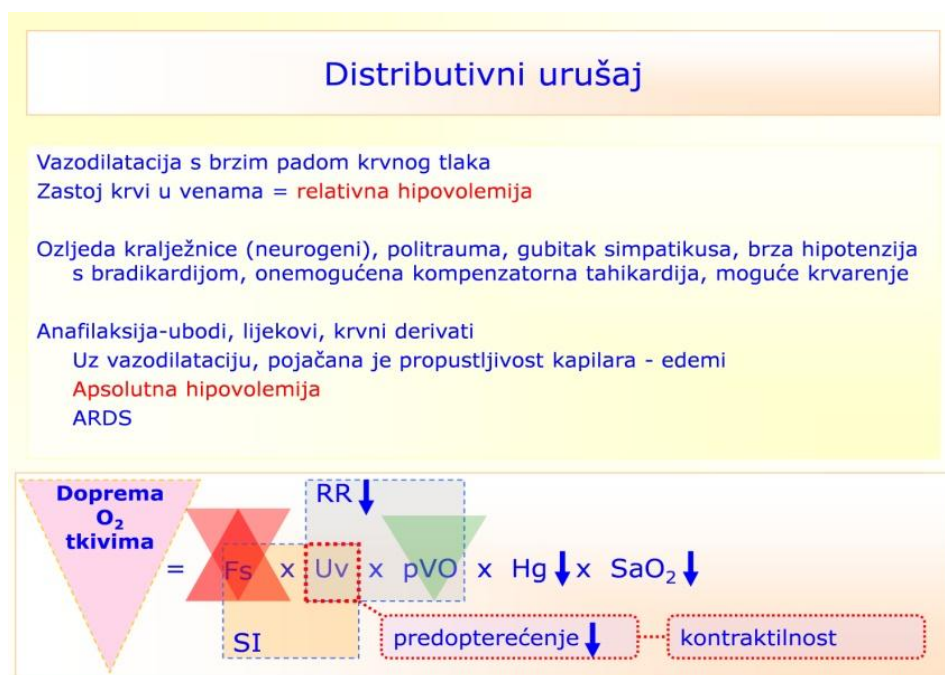 Distributivni urušaj
Vazodilatacija s brzim padom krvnog tlaka
Zastoj krvi u venama = relativna hipovolemija
Ozljeda kralježnice (neurogeni), politrauma, gubitak simpatikusa, brza hipotenzija
s bradikardijom, onemogućena kompenzatorna tahikardija, moguće krvarenje
Anafilaksija-ubodi, lijekovi, krvni derivati
Uz vazodilataciju, pojačana je propustljivost kapilara - edemi
Apsolutna hipovolemija
ARDS
Doprema
O₂
tkivima
RR
= Fs x Uv x pVO x Hg x SaO₂
SI
predopterećenje
kontraktilnost